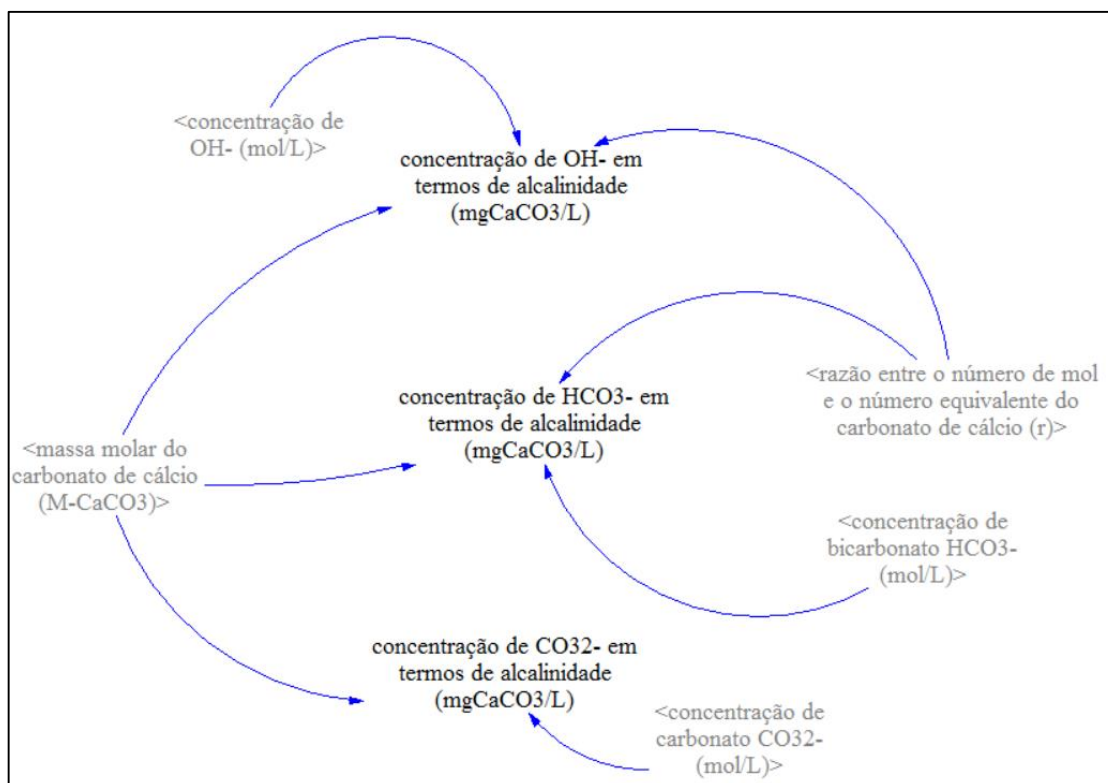 <concentração de
OH- (mol/L)>
concentração de OH- em
termos de alcalinidade
(mgCaCO3/L)
concentração de HCO3- em
termos de alcalinidade
(mgCaCO3/L)
<razão entre o número de mol
e o número equivalente do
carbonato de cálcio (r)>
<massa molar do
carbonato de cálcio
(M-CaCO3)>
<concentração de
bicarbonato HCO3-
(mol/L)>
concentração de CO32- em
termos de alcalinidade
(mgCaCO3/L)
<concentração de
carbonato CO32-
(mol/L)>